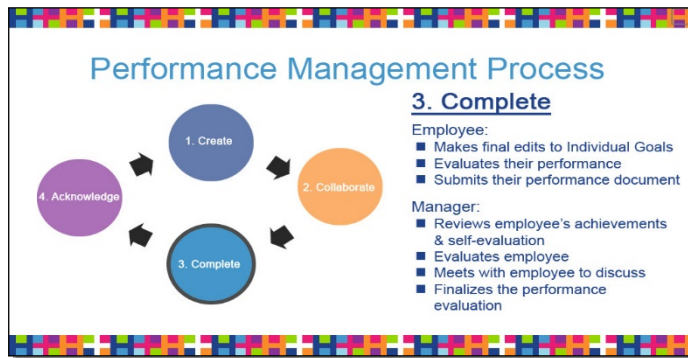 Performance Management Process
1. Create
2. Collaborate
3. Complete
4. Acknowledge
3. Complete
Employee:
Makes final edits to Individual Goals
Evaluates their performance
Submits their performance document
Manager:
Reviews employee's achievements
& self-evaluation
Evaluates employee
Meets with employee to discuss
Finalizes the performance
evaluation